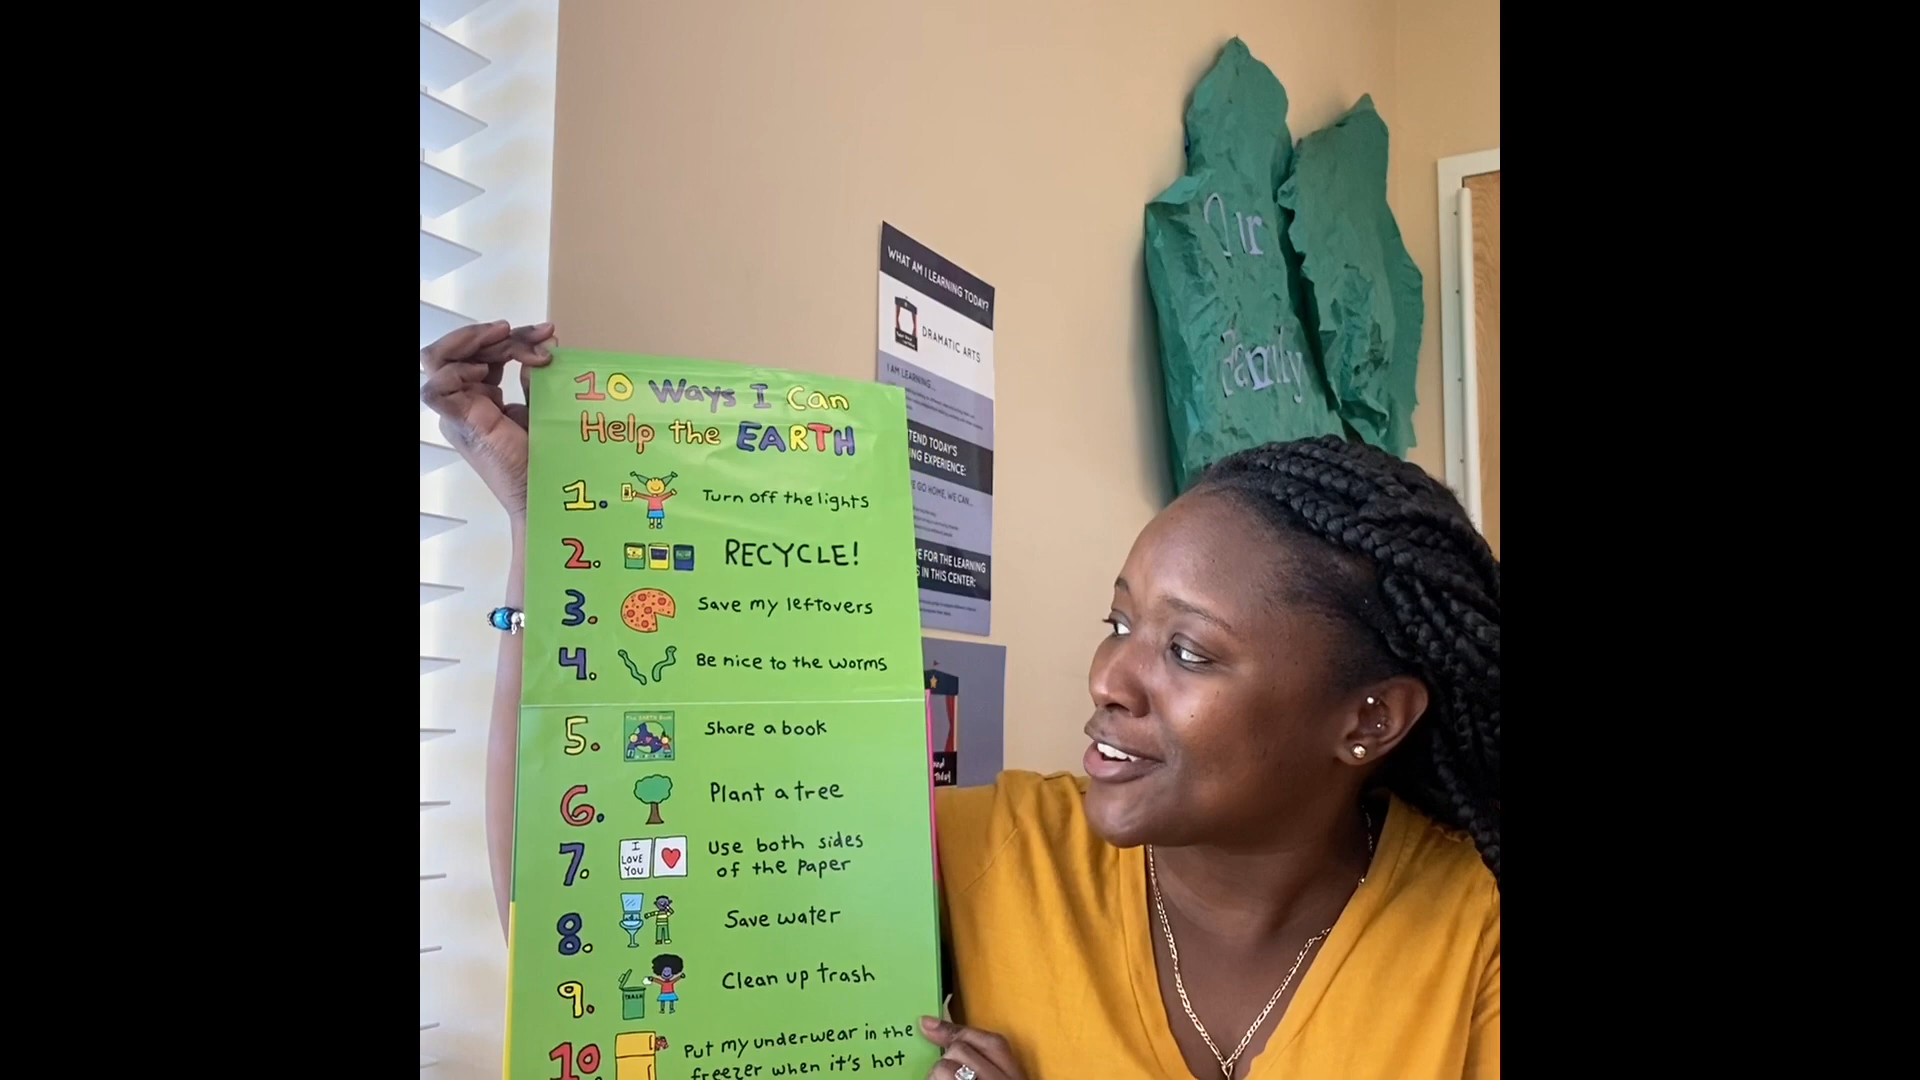 10 Ways I Can
Help the EARTH
1. Turn off the lights
2. RECYCLE!
3. Save my leftovers
4. Be nice to the worms
5. Share a book
6. Plant a tree
7. Use both sides
of the paper
I
LOVE
YOU
8. Save water
9. Clean up trash
TRASH
10. Put my underwear in the
freezer when it's hot
WHAT AM I LEARNING TODAY?
DRAMATIC ARTS
I AM LEARNING...
TEND TODAY'S
NG EXPERIENCE:
GO HOME, WE CAN...
E FOR THE LEARNING
S IN THIS CENTER:
Our
Family